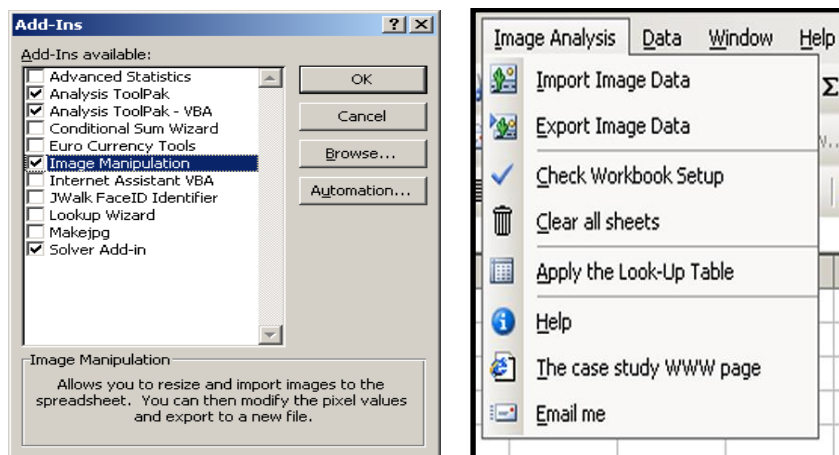 Add-Ins
Add-Ins available:
Advanced Statistics
Analysis ToolPak
Analysis ToolPak - VBA
Conditional Sum Wizard
Euro Currency Tools
Image Manipulation
Internet Assistant VBA
JWalk FaceID Identifier
Lookup Wizard
Makejpg
Solver Add-in
OK
Cancel
Browse...
Automation...
Image Manipulation
Allows you to resize and import images to the
spreadsheet. You can then modify the pixel values
and export to a new file.
Image Analysis Data Window Help
Import Image Data
Export Image Data
Check Workbook Setup
Clear all sheets
Apply the Look-Up Table
Help
The case study WWW page
Email me
Σ